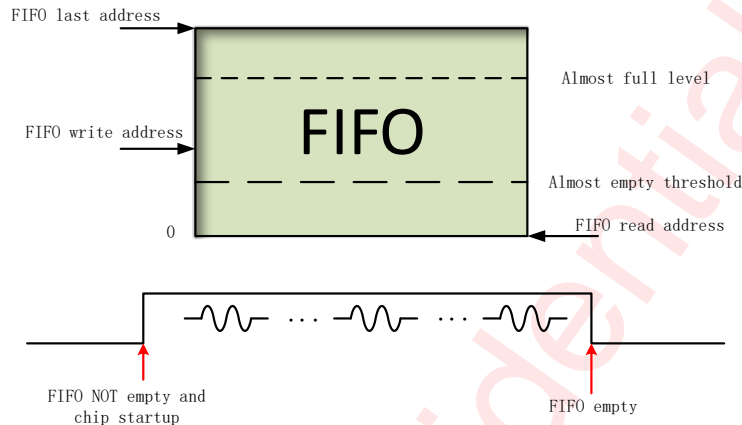 FIFO last address
Almost full level
FIFO
FIFO write address
Almost empty threshold
0
FIFO read address
... ...
FIFO NOT empty and
chip startup
FIFO empty